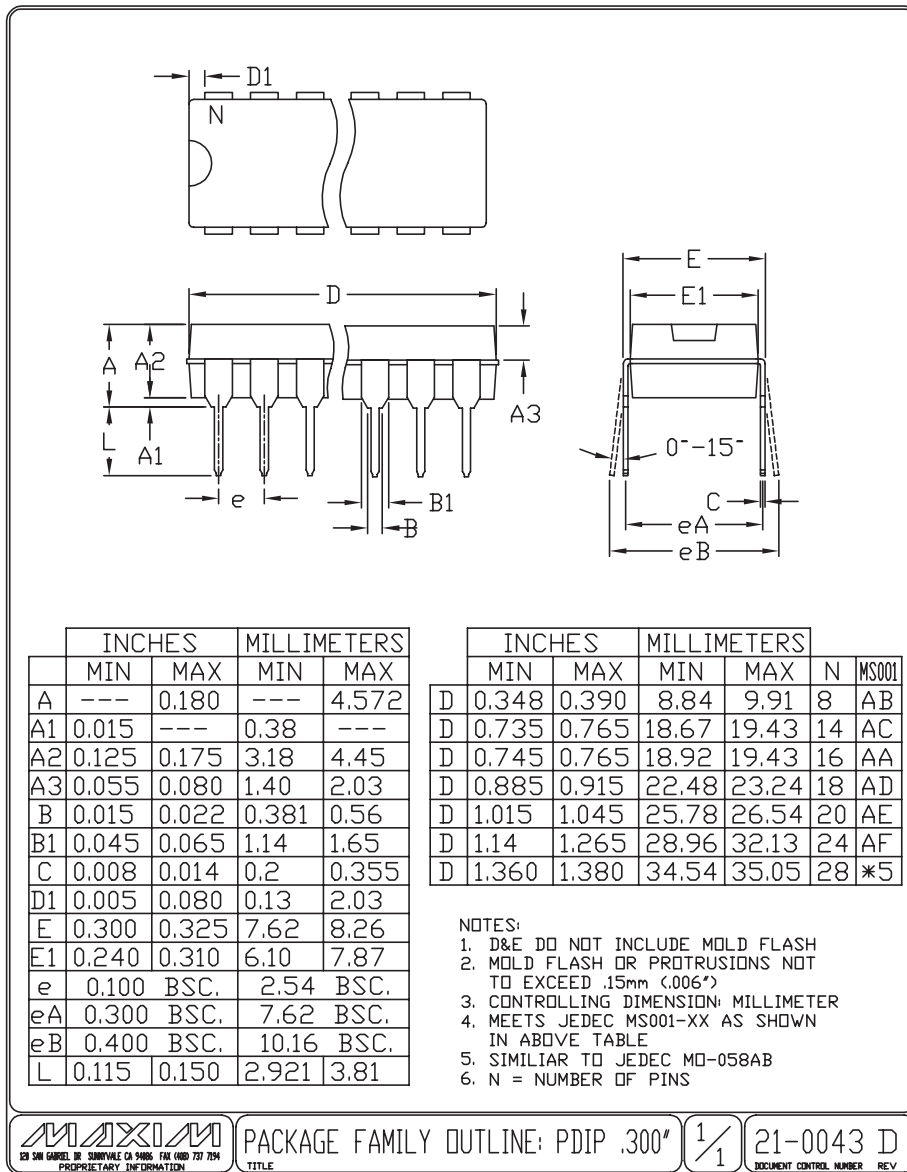 D1
N
D
E
E1
A
A2
A3
L
A1
0°-15°
e
B1
B
C
eA
eB
INCHES MILLIMETERS
MIN MAX MIN MAX
A --- 0.180 --- 4.572
A1 0.015 --- 0.38 ---
A2 0.125 0.175 3.18 4.45
A3 0.055 0.080 1.40 2.03
B 0.015 0.022 0.381 0.56
B1 0.045 0.065 1.14 1.65
C 0.008 0.014 0.2 0.355
D1 0.005 0.080 0.13 2.03
E 0.300 0.325 7.62 8.26
E1 0.240 0.310 6.10 7.87
e 0.100 BSC. 2.54 BSC.
eA 0.300 BSC. 7.62 BSC.
eB 0.400 BSC. 10.16 BSC.
L 0.115 0.150 2.921 3.81
INCHES MILLIMETERS
MIN MAX MIN MAX N MS001
D 0.348 0.390 8.84 9.91 8 AB
D 0.735 0.765 18.67 19.43 14 AC
D 0.745 0.765 18.92 19.43 16 AA
D 0.885 0.915 22.48 23.24 18 AD
D 1.015 1.045 25.78 26.54 20 AE
D 1.14 1.265 28.96 32.13 24 AF
D 1.360 1.380 34.54 35.05 28 *5
NOTES:
1. D&E DO NOT INCLUDE MOLD FLASH
2. MOLD FLASH OR PROTRUSIONS NOT
TO EXCEED .15mm (.006")
3. CONTROLLING DIMENSION: MILLIMETER
4. MEETS JEDEC MS001-XX AS SHOWN
IN ABOVE TABLE
5. SIMILIAR TO JEDEC MO-058AB
6. N = NUMBER OF PINS
MAXIM
120 SAN GABRIEL DR SUNNYVALE CA 94086 FAX (408) 737 7194
PROPRIETARY INFORMATION
PACKAGE FAMILY OUTLINE: PDIP .300"
TITLE
1/1
21-0043 D
DOCUMENT CONTROL NUMBER REV